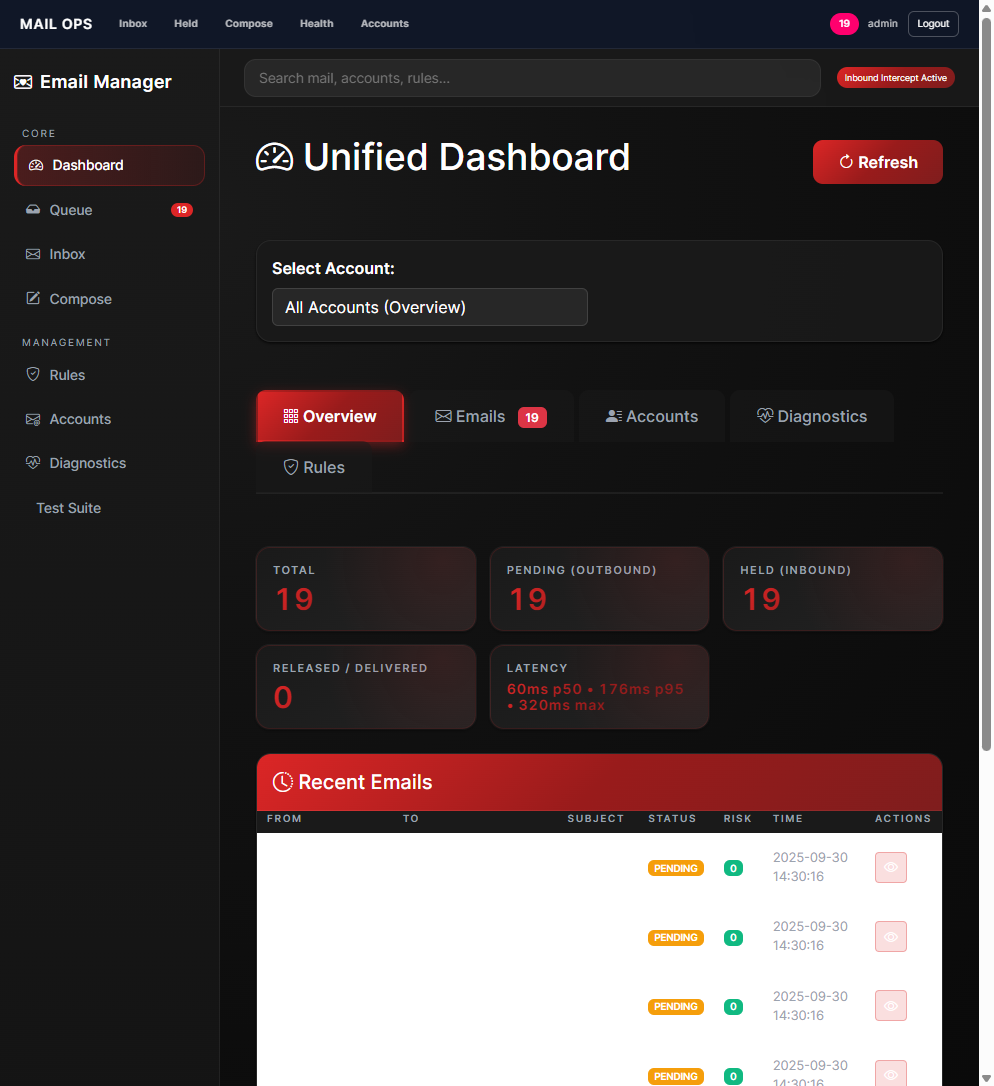 MAIL OPS Inbox Held Compose Health Accounts 19 admin Logout
Email Manager
Search mail, accounts, rules...
Inbound Intercept Active
CORE
Dashboard
Queue 19
Inbox
Compose
MANAGEMENT
Rules
Accounts
Diagnostics
Test Suite
Unified Dashboard
Refresh
Select Account:
All Accounts (Overview)
Overview Emails 19 Accounts Diagnostics
Rules
TOTAL
19
PENDING (OUTBOUND)
19
HELD (INBOUND)
19
RELEASED / DELIVERED
0
LATENCY
60ms p50 • 176ms p95
• 320ms max
Recent Emails
FROM TO SUBJECT STATUS RISK TIME ACTIONS
PENDING 0 2025-09-30
14:30:16
PENDING 0 2025-09-30
14:30:16
PENDING 0 2025-09-30
14:30:16
PENDING 0 2025-09-30
14:30:16